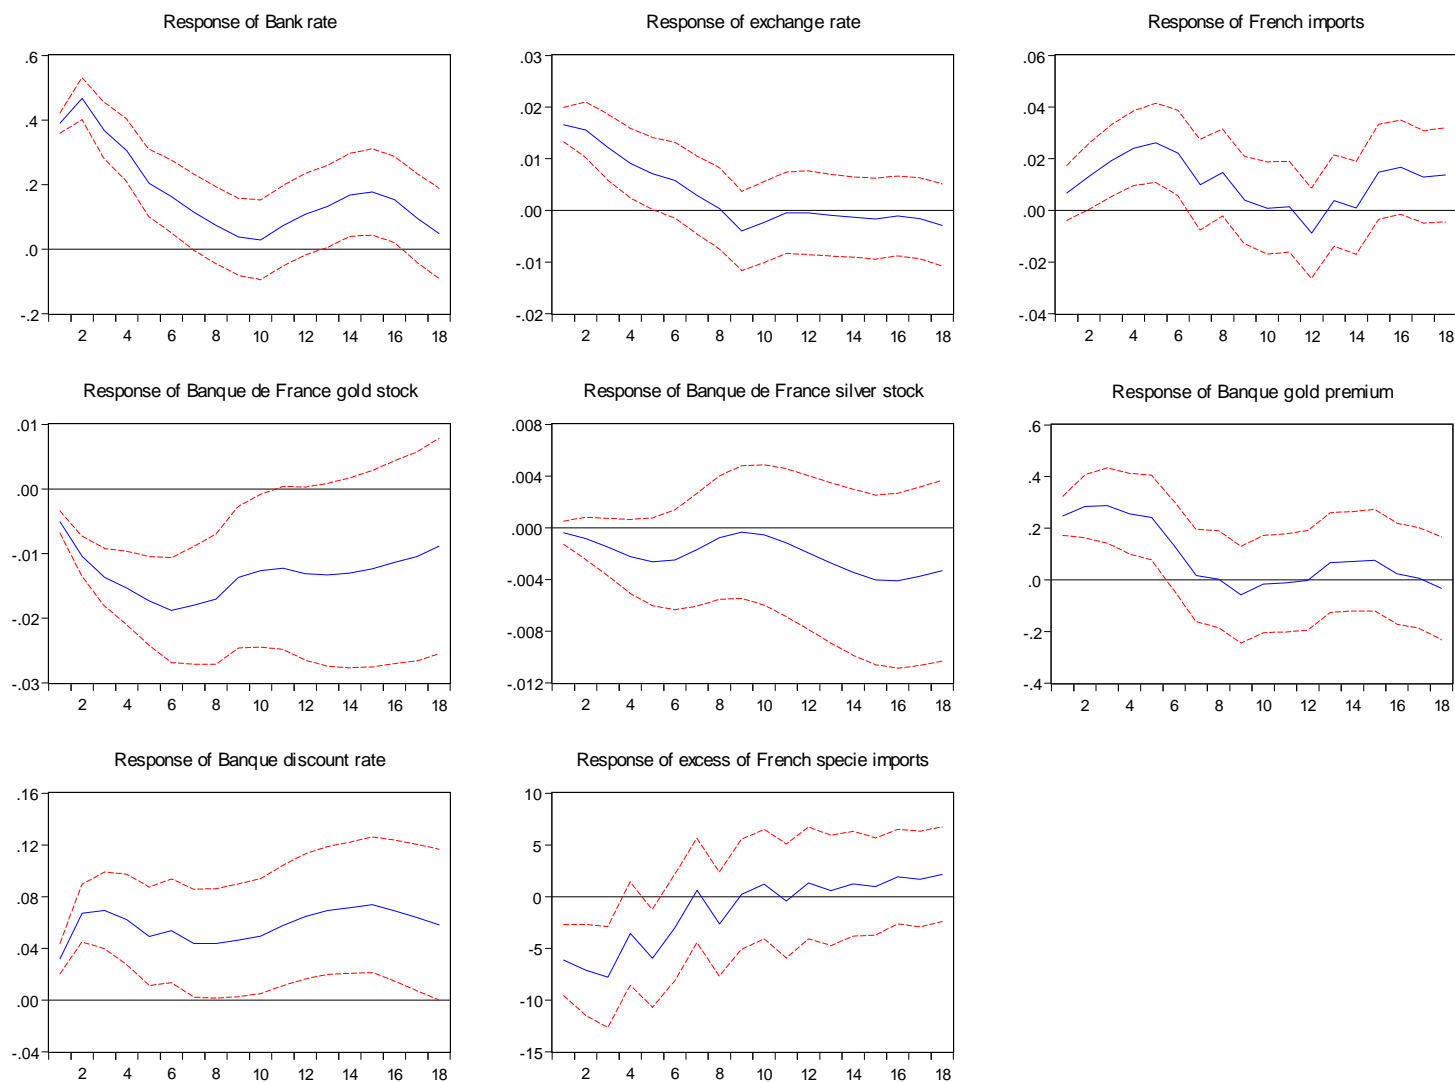 Response of Bank rate
.6
.4
.2
.0
-.2
2 4 6 8 10 12 14 16 18
Response of exchange rate
.03
.02
.01
.00
-.01
-.02
2 4 6 8 10 12 14 16 18
Response of French imports
.06
.04
.02
.00
-.02
-.04
2 4 6 8 10 12 14 16 18
Response of Banque de France gold stock
.01
.00
-.01
-.02
-.03
2 4 6 8 10 12 14 16 18
Response of Banque de France silver stock
.008
.004
.000
-.004
-.008
-.012
2 4 6 8 10 12 14 16 18
Response of Banque gold premium
.6
.4
.2
.0
-.2
-.4
2 4 6 8 10 12 14 16 18
Response of Banque discount rate
.16
.12
.08
.04
.00
-.04
2 4 6 8 10 12 14 16 18
Response of excess of French specie imports
10
5
0
-5
-10
-15
2 4 6 8 10 12 14 16 18